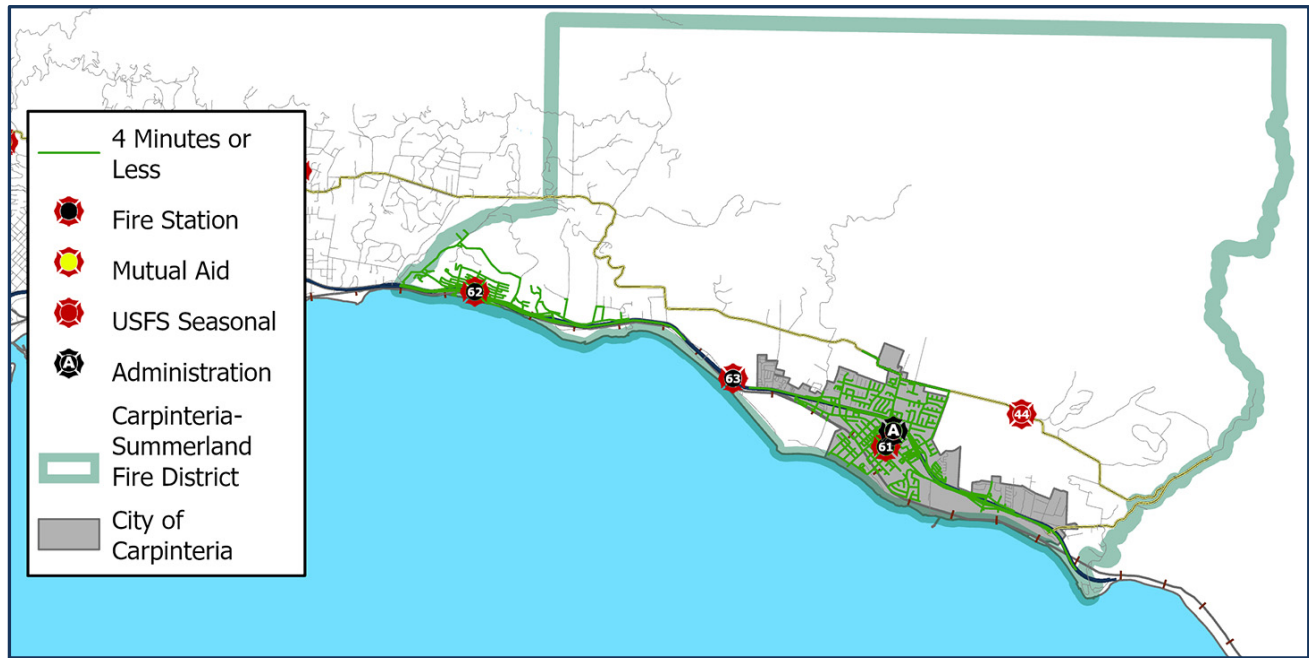 4 Minutes or
Less
Fire Station
Mutual Aid
USFS Seasonal
A
Administration
Carpinteria-
Summerland
Fire District
City of
Carpinteria
62
63
44
A
61